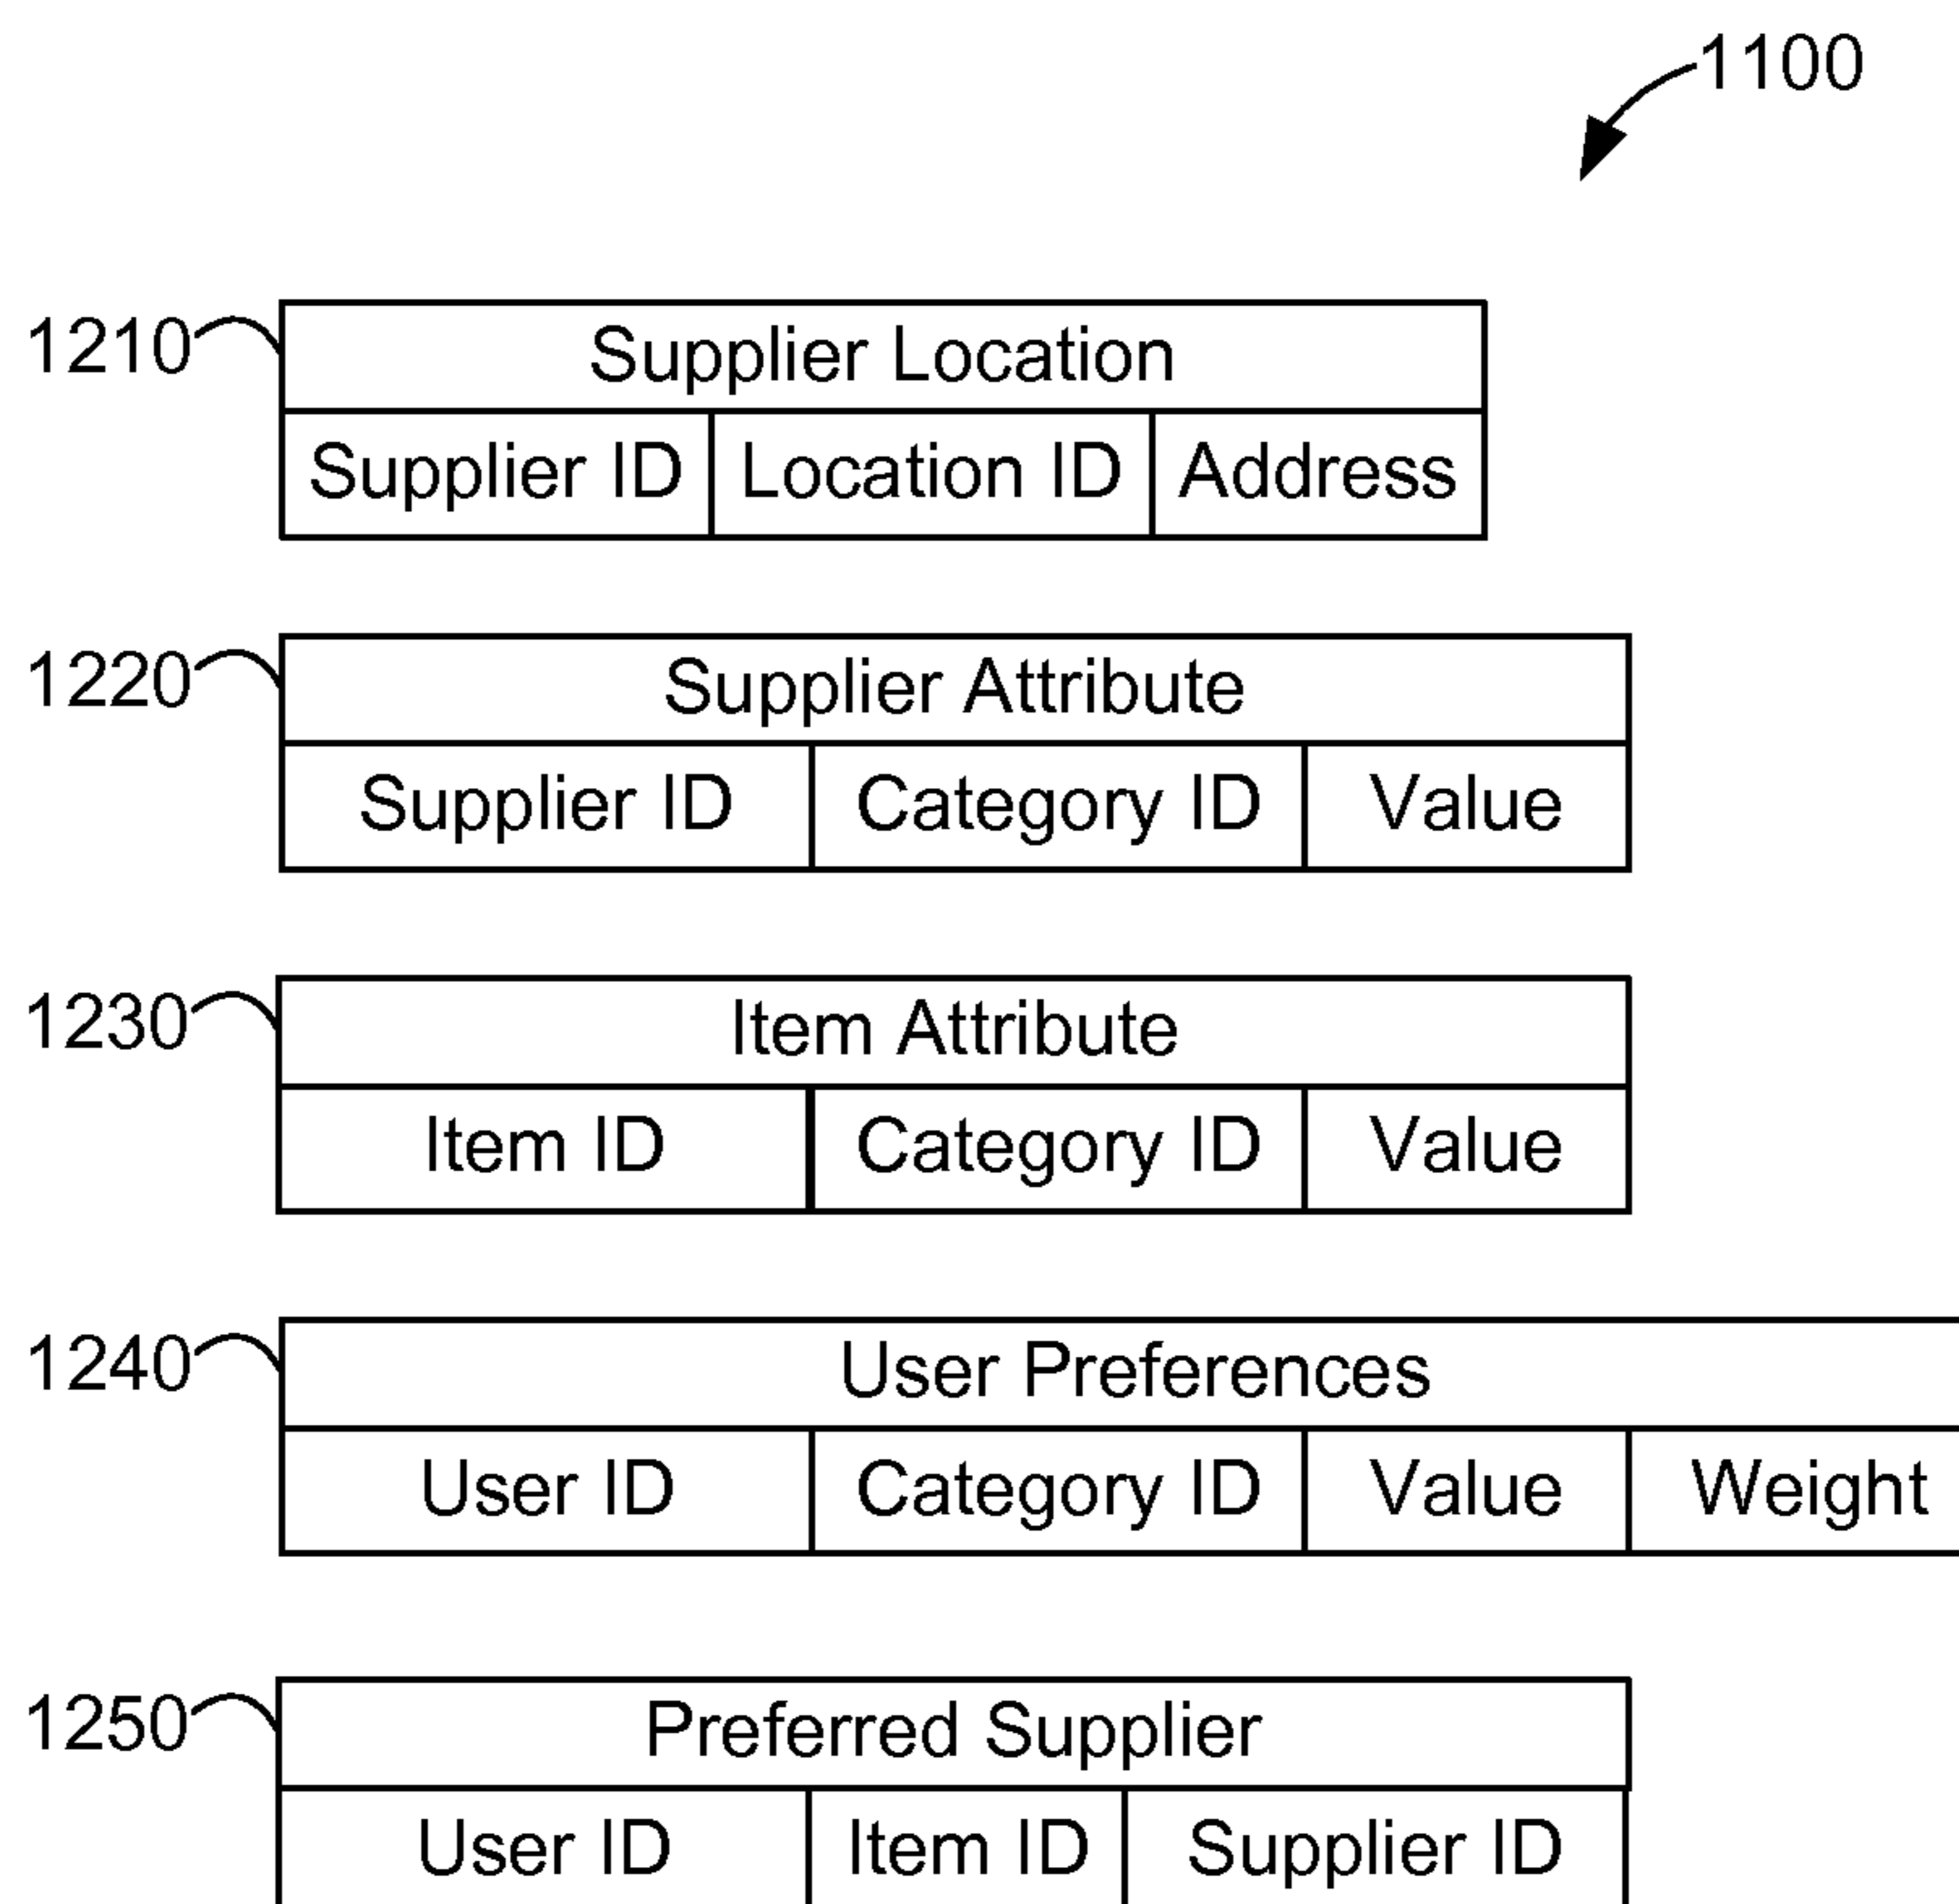 1100
1210 Supplier Location
Supplier ID Location ID Address
1220 Supplier Attribute
Supplier ID Category ID Value
1230 Item Attribute
Item ID Category ID Value
1240 User Preferences
User ID Category ID Value Weight
1250 Preferred Supplier
User ID Item ID Supplier ID